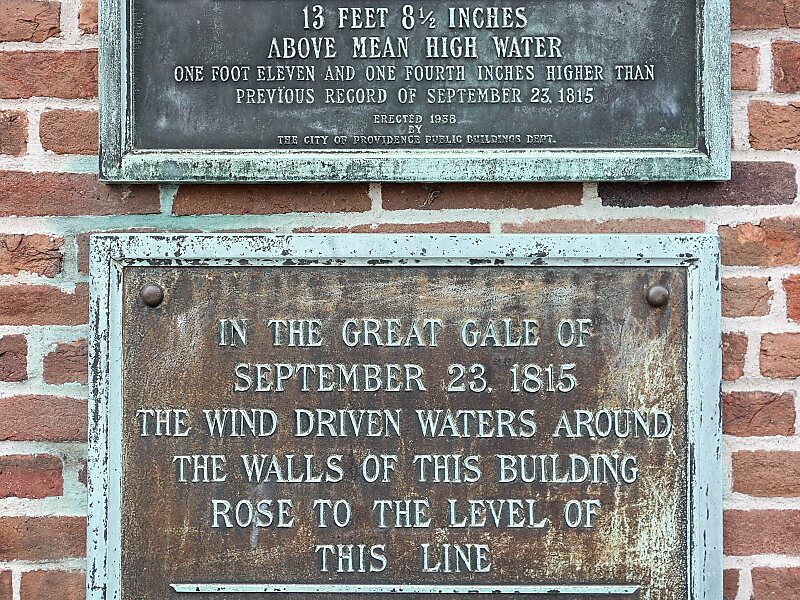 13 FEET 8½ INCHES
ABOVE MEAN HIGH WATER
ONE FOOT ELEVEN AND ONE FOURTH INCHES HIGHER THAN
PREVIOUS RECORD OF SEPTEMBER 23, 1815
ERECTED 1938
BY
THE CITY OF PROVIDENCE PUBLIC BUILDINGS DEPT.
IN THE GREAT GALE OF
SEPTEMBER 23, 1815
THE WIND DRIVEN WATERS AROUND
THE WALLS OF THIS BUILDING
ROSE TO THE LEVEL OF
THIS LINE